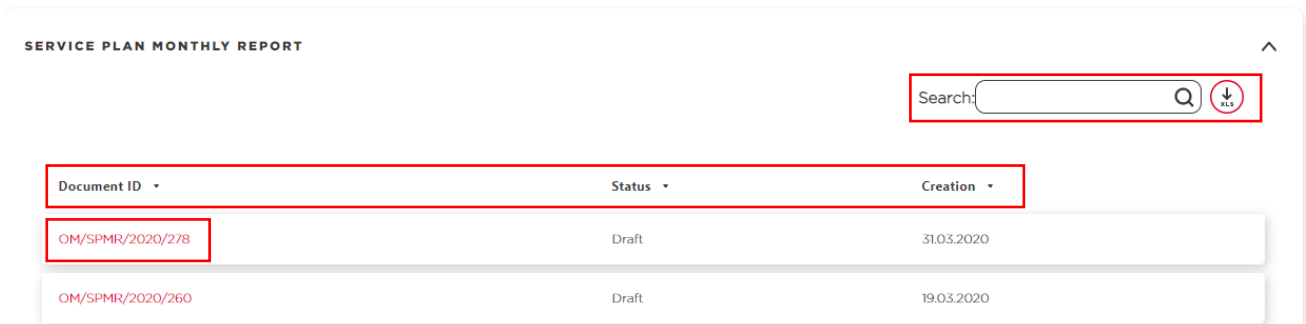 SERVICE PLAN MONTHLY REPORT
Search:
XLS
Document ID Status Creation
OM/SPMR/2020/278 Draft 31.03.2020
OM/SPMR/2020/260 Draft 19.03.2020